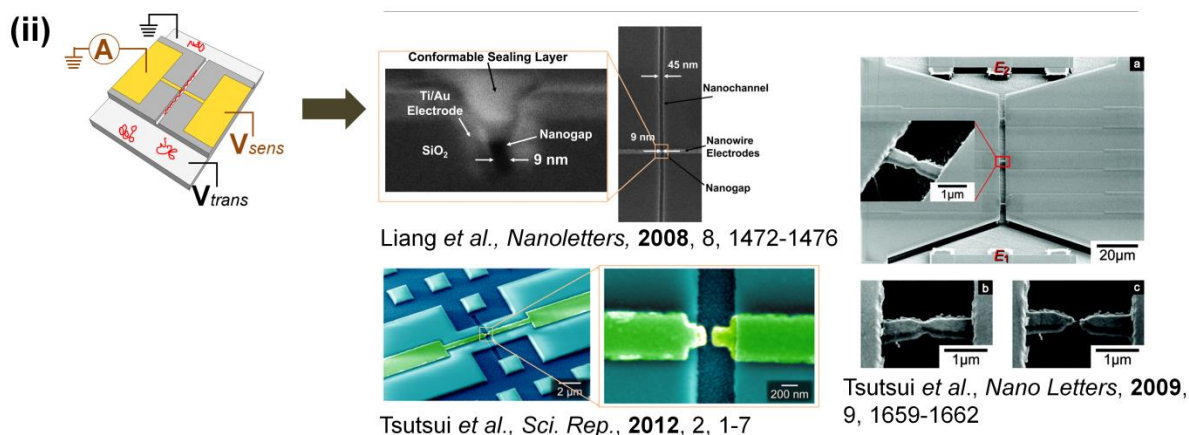 (ii)
A
Vsens
Vtrans
Conformable Sealing Layer
Ti/Au
Electrode
Nanogap
SiO2
9 nm
45 nm
Nanochannel
9 nm
Nanowire
Electrodes
Nanogap
Liang et al., Nanoletters, 2008, 8, 1472-1476
2 µm
200 nm
Tsutsui et al., Sci. Rep., 2012, 2, 1-7
a
E2
1µm
E1
20µm
b
1µm
c
1µm
Tsutsui et al., Nano Letters, 2009,
9, 1659-1662